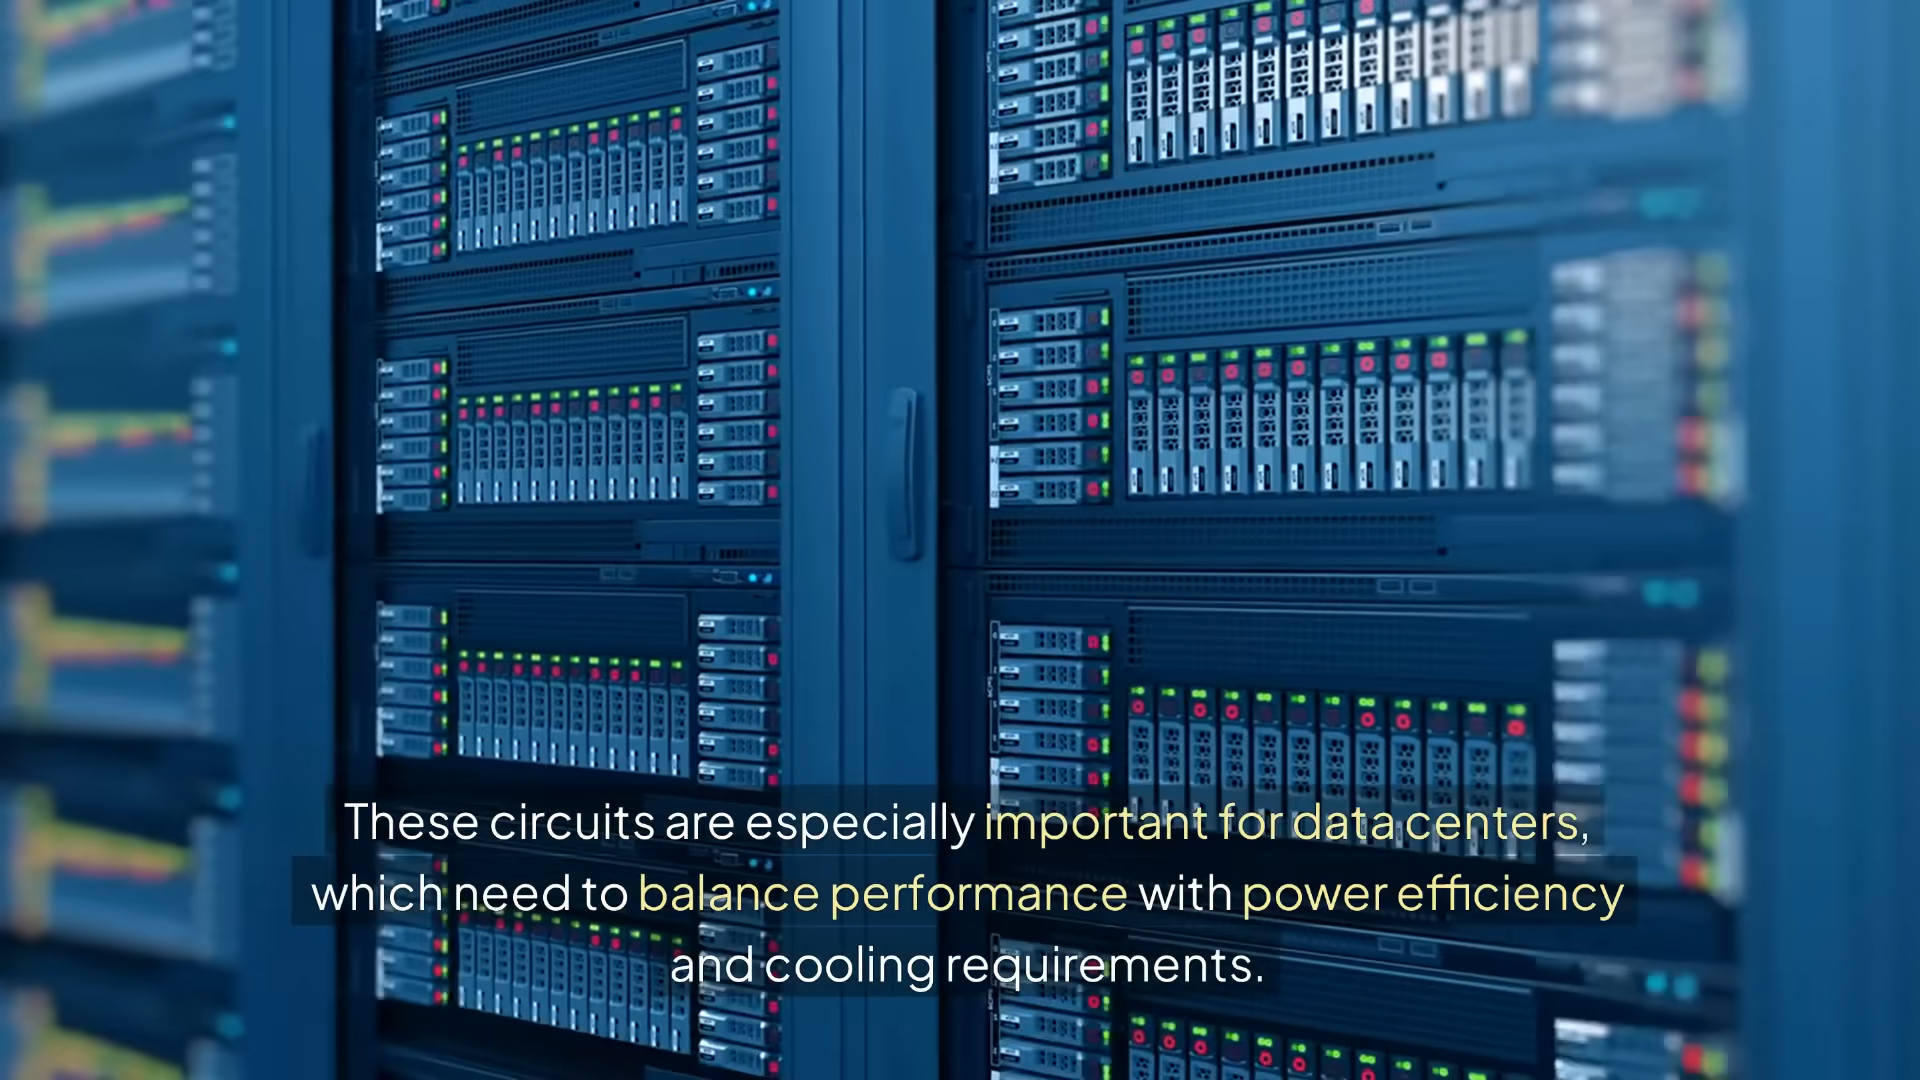 These circuits are especially important for data centers,
which need to balance performance with power efficiency
and cooling requirements.